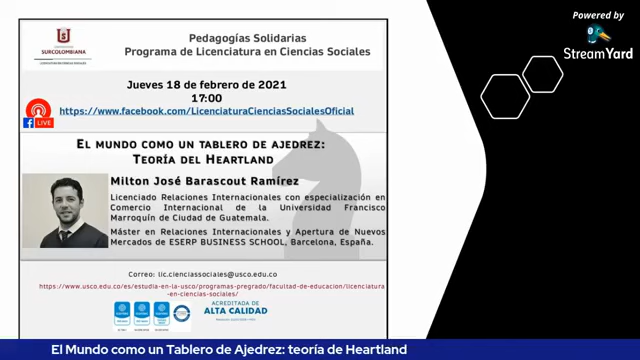 Powered by
StreamYard
UNIVERSIDAD
SURCOLOMBIANA
LICENCIATURA EN CIENCIAS SOCIALES
Pedagogías Solidarias
Programa de Licenciatura en Ciencias Sociales
Jueves 18 de febrero de 2021
17:00
LIVE
https://www.facebook.com/LicenciaturaCienciasSocialesOficial
EL MUNDO COMO UN TABLERO DE AJEDREZ:
TEORÍA DEL HEARTLAND
Milton José Barascout Ramírez
Licenciado Relaciones Internacionales con especialización en
Comercio Internacional de la Universidad Francisco
Marroquín de Ciudad de Guatemala.
Máster en Relaciones Internacionales y Apertura de Nuevos
Mercados de ESERP BUSINESS SCHOOL, Barcelona, España.
Correo: lic.cienciassociales@usco.edu.co
https://www.usco.edu.co/es/estudia-en-la-usco/programas-pregrado/facultad-de-educacion/licenciatura
-en-ciencias-sociales/
ACREDITADA DE
ALTA CALIDAD
El Mundo como un Tablero de Ajedrez: teoría de Heartland